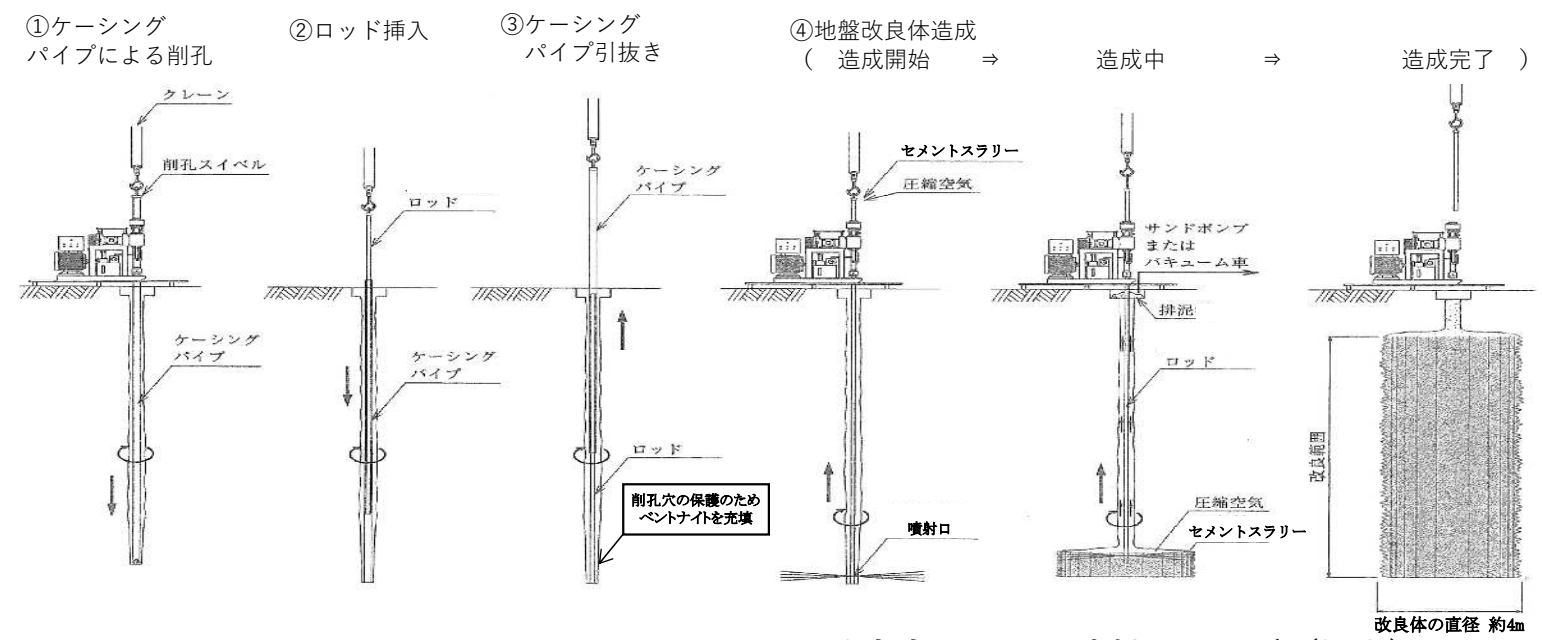 ①ケーシング
パイプによる削孔
②ロッド挿入
③ケーシング
パイプ引抜き
④地盤改良体造成
（　造成開始　⇒　造成中　⇒　造成完了　）
クレーン
削孔スイベル
ケーシング
パイプ
ロッド
ケーシング
パイプ
ケーシング
パイプ
ロッド
削孔穴の保護のため
ベントナイトを充填
セメントスラリー
圧縮空気
噴射口
サンドポンプ
または
バキューム車
排泥
ロッド
圧縮空気
セメントスラリー
改良範囲
改良体の直径 約4m